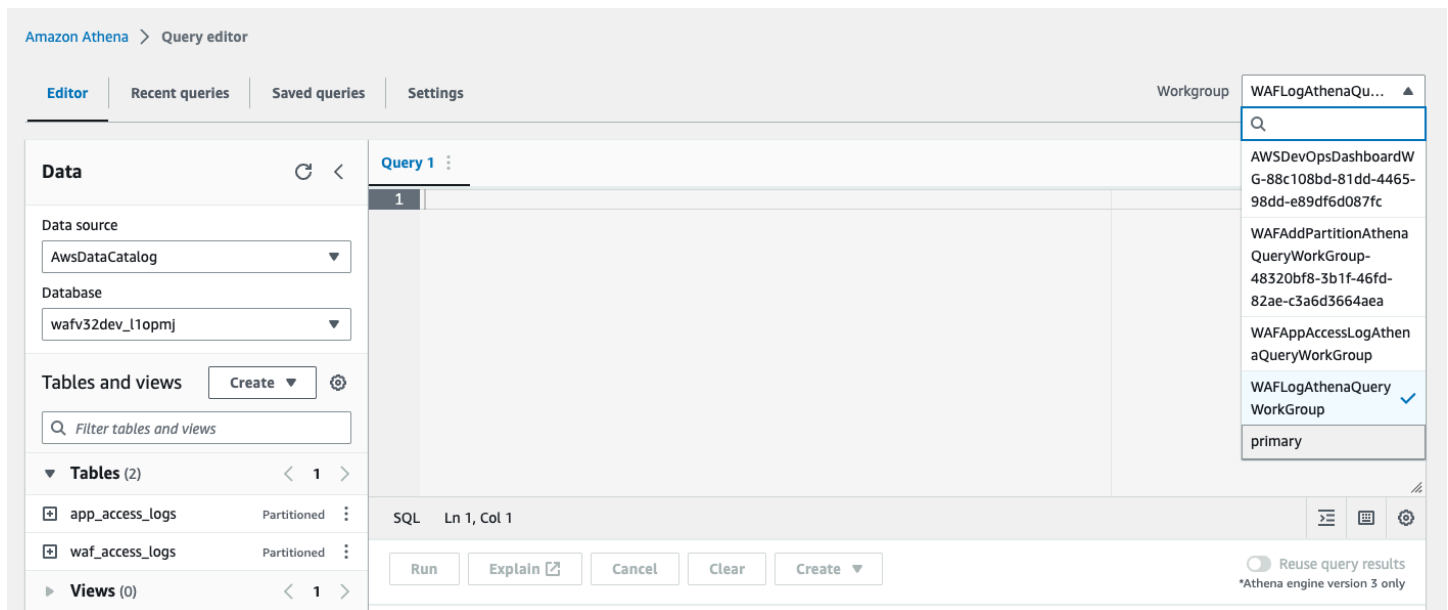 Amazon Athena > Query editor
Editor Recent queries Saved queries Settings Workgroup WAFLogAthenaQu...
Data
Data source
AwsDataCatalog
Database
wafv32dev_l1opmj
Tables and views Create
Filter tables and views
Tables (2) < 1 >
app_access_logs Partitioned
waf_access_logs Partitioned
Views (0) < 1 >
Query 1
1
AWSDevOpsDashboardW
G-88c108bd-81dd-4465-
98dd-e89df6d087fc
WAFAddPartitionAthena
QueryWorkGroup-
48320bf8-3b1f-46fd-
82ae-c3a6d3664aea
WAFAppAccessLogAthen
aQueryWorkGroup
WAFLogAthenaQuery
WorkGroup
primary
SQL Ln 1, Col 1
Run Explain Cancel Clear Create
Reuse query results
*Athena engine version 3 only